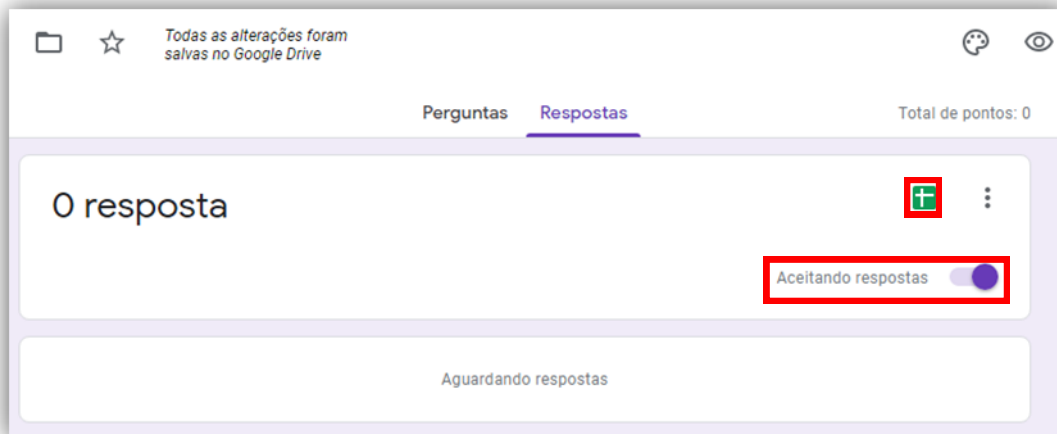 Todas as alterações foram
salvas no Google Drive
Perguntas Respostas Total de pontos: 0
0 resposta
Aceitando respostas
Aguardando respostas